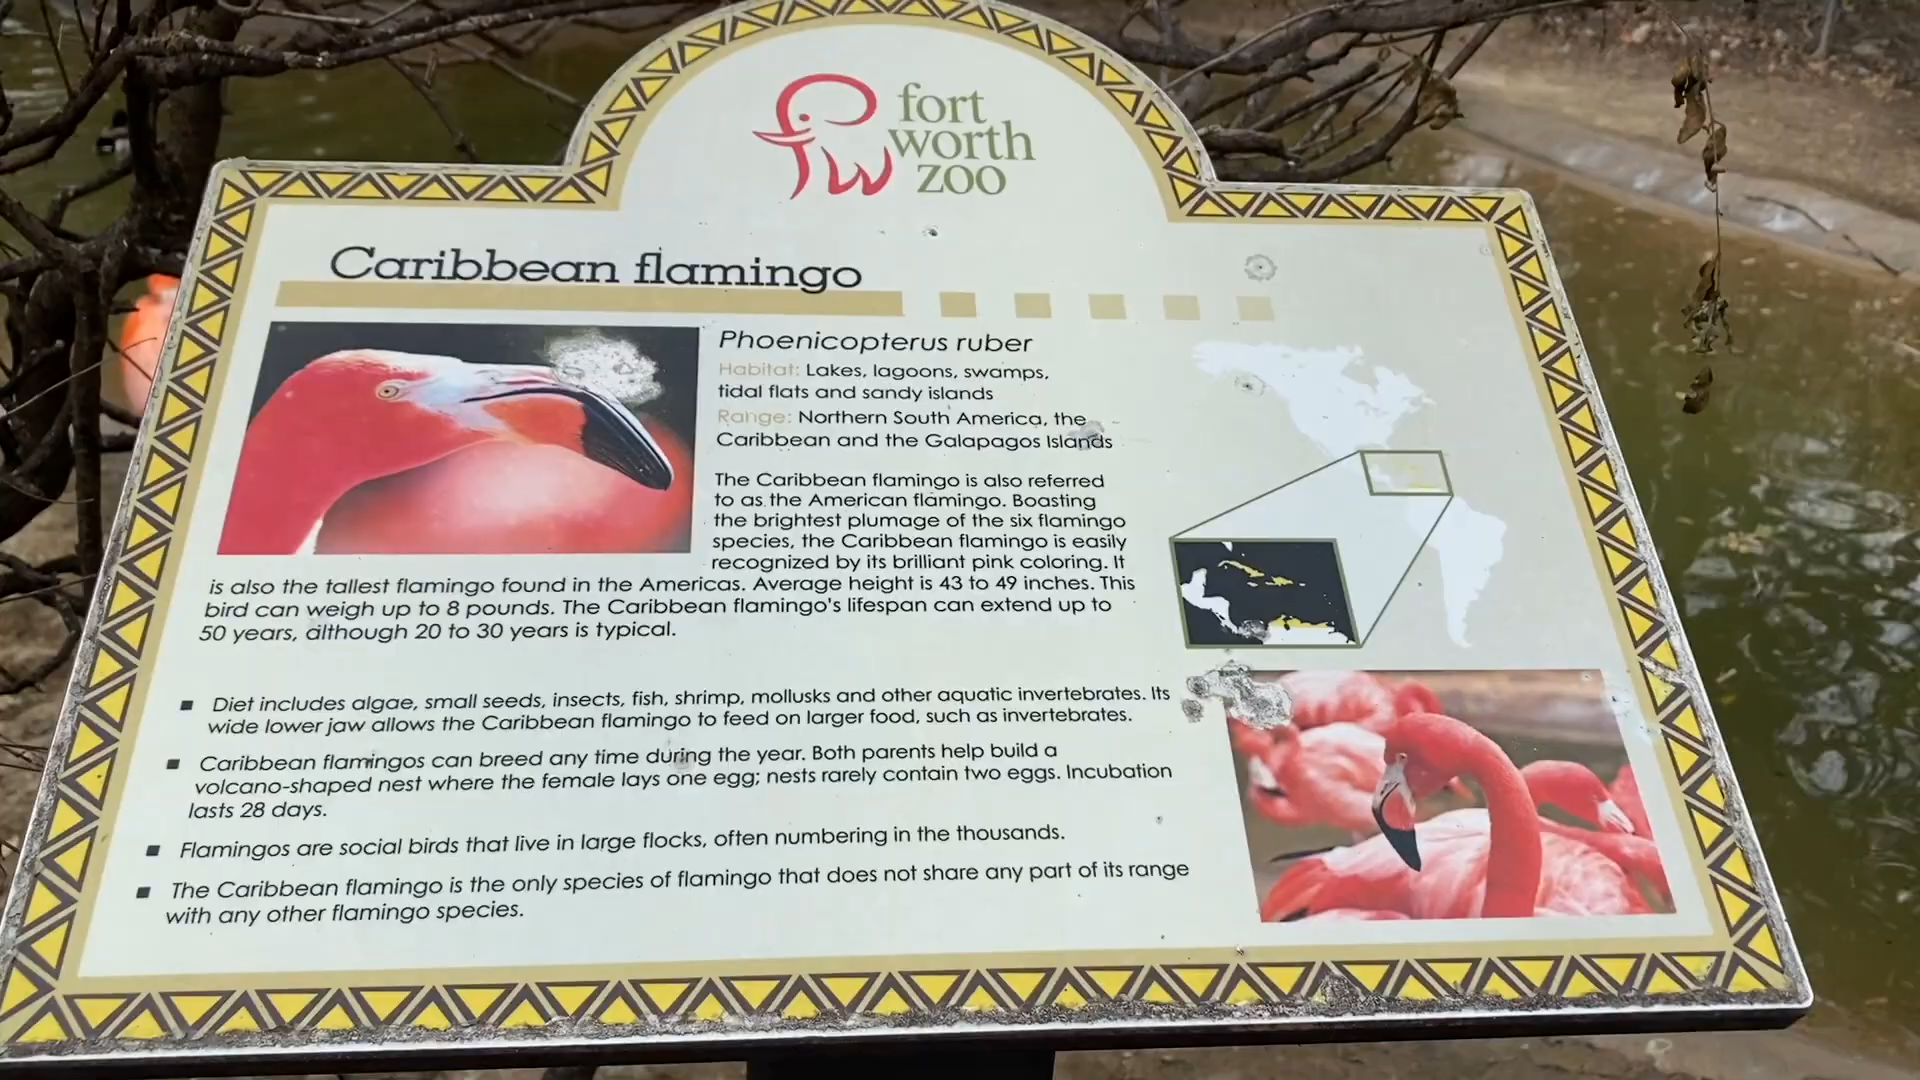 fort
worth
zoo
Caribbean flamingo
Phoenicopterus ruber
Habitat: Lakes, lagoons, swamps,
tidal flats and sandy islands
Range: Northern South America, the
Caribbean and the Galapagos Islands
The Caribbean flamingo is also referred
to as the American flamingo. Boasting
the brightest plumage of the six flamingo
species, the Caribbean flamingo is easily
recognized by its brilliant pink coloring. It
is also the tallest flamingo found in the Americas. Average height is 43 to 49 inches. This
bird can weigh up to 8 pounds. The Caribbean flamingo's lifespan can extend up to
50 years, although 20 to 30 years is typical.
▪ Diet includes algae, small seeds, insects, fish, shrimp, mollusks and other aquatic invertebrates. Its
wide lower jaw allows the Caribbean flamingo to feed on larger food, such as invertebrates.
▪ Caribbean flamingos can breed any time during the year. Both parents help build a
volcano-shaped nest where the female lays one egg; nests rarely contain two eggs. Incubation
lasts 28 days.
▪ Flamingos are social birds that live in large flocks, often numbering in the thousands.
▪ The Caribbean flamingo is the only species of flamingo that does not share any part of its range
with any other flamingo species.